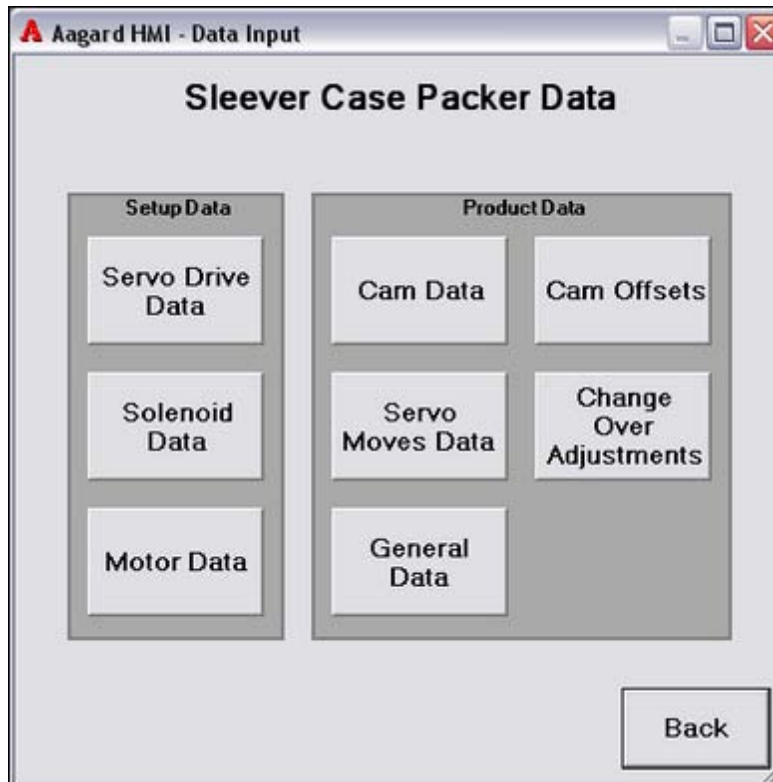 Aagard HMI - Data Input
Sleever Case Packer Data
Setup Data
Servo Drive
Data
Solenoid
Data
Motor Data
Product Data
Cam Data
Cam Offsets
Servo
Moves Data
Change
Over
Adjustments
General
Data
Back